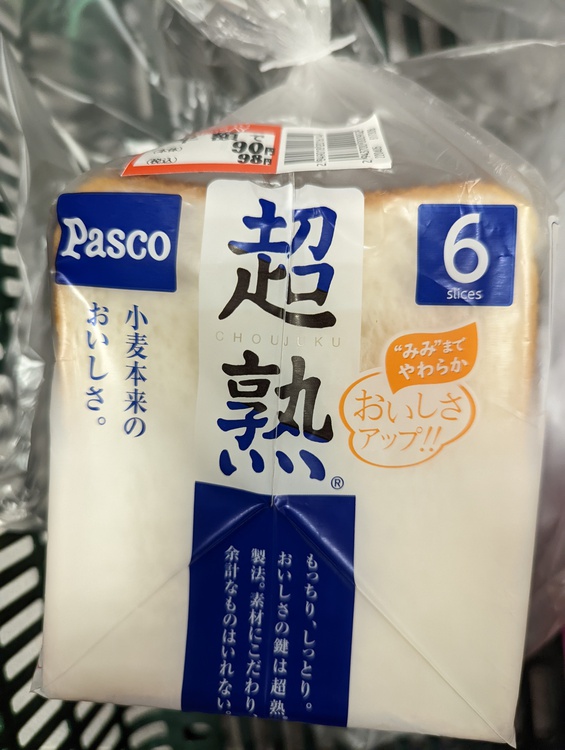 90円
(税込) 98円
Pasco
超熟
CHOUJUKU
®
6
slices
小麦本来の
おいしさ。
"みみ"まで
やわらか
おいしさ
アップ!!
もっちり、しっとり。
おいしさの鍵は超熟
製法。素材にこだわり、
余計なものはいれない。